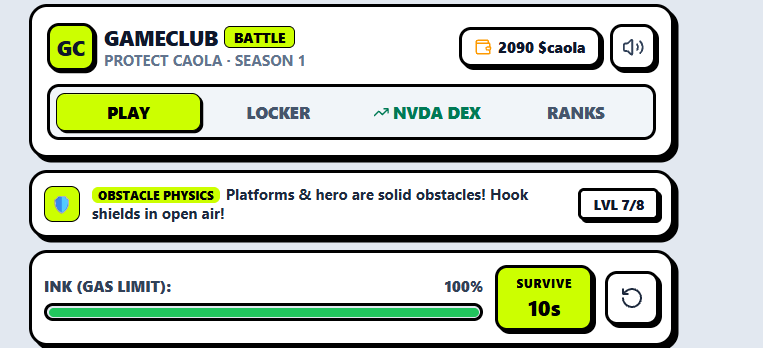 GC
GAMECLUB BATTLE
PROTECT CAOLA · SEASON 1
2090 $caola
PLAY
LOCKER
NVDA DEX
RANKS
OBSTACLE PHYSICS Platforms & hero are solid obstacles! Hook
shields in open air!
LVL 7/8
INK (GAS LIMIT):
100%
SURVIVE
10s